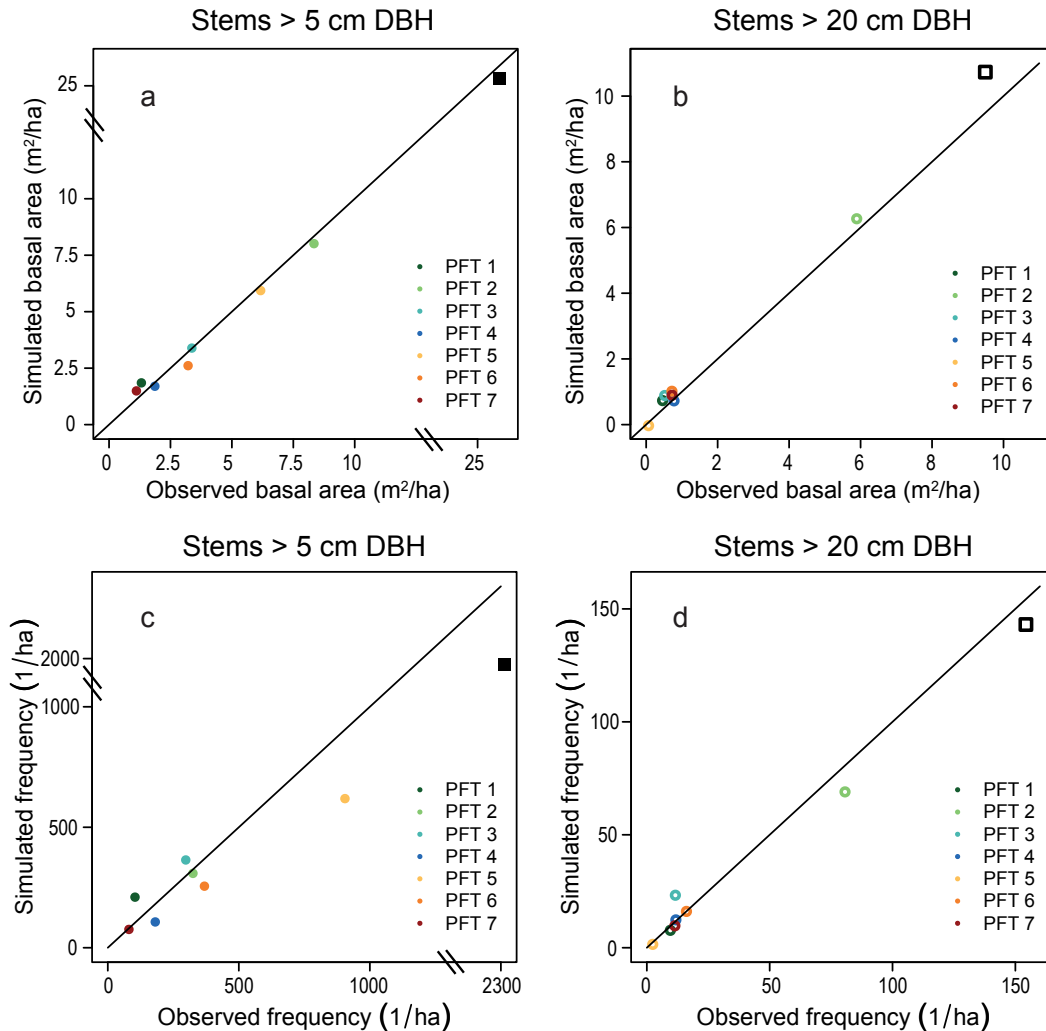 Stems > 5 cm DBH
a
Simulated basal area (m²/ha)
25
10
7.5
5
2.5
0
PFT 1
PFT 2
PFT 3
PFT 4
PFT 5
PFT 6
PFT 7
0 2.5 5 7.5 10 25
Observed basal area (m²/ha)
Stems > 20 cm DBH
b
Simulated basal area (m²/ha)
10
8
6
4
2
0
PFT 1
PFT 2
PFT 3
PFT 4
PFT 5
PFT 6
PFT 7
0 2 4 6 8 10
Observed basal area (m²/ha)
Stems > 5 cm DBH
c
Simulated frequency (1/ha)
2000
1000
500
0
PFT 1
PFT 2
PFT 3
PFT 4
PFT 5
PFT 6
PFT 7
0 500 1000 2300
Observed frequency (1/ha)
Stems > 20 cm DBH
d
Simulated frequency (1/ha)
150
100
50
0
PFT 1
PFT 2
PFT 3
PFT 4
PFT 5
PFT 6
PFT 7
0 50 100 150
Observed frequency (1/ha)